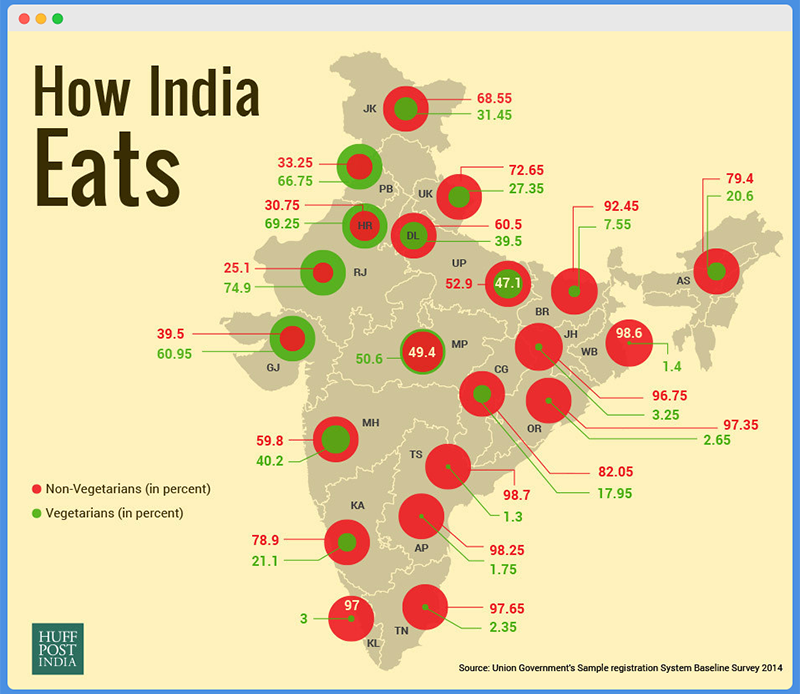 How India
Eats
JK
68.55
31.45
33.25
66.75
PB
UK
72.65
27.35
30.75
69.25
HR
DL
60.5
39.5
92.45
7.55
79.4
20.6
AS
25.1
74.9
RJ
UP
52.9
47.1
BR
39.5
60.95
GJ
50.6
49.4
MP
JH
WB
98.6
1.4
CG
96.75
3.25
OR
97.35
2.65
59.8
40.2
MH
82.05
17.95
TS
98.7
1.3
Non-Vegetarians (in percent)
Vegetarians (in percent)
KA
78.9
21.1
AP
98.25
1.75
97
3
KL
TN
97.65
2.35
HUFF
POST
INDIA
Source: Union Government's Sample registration System Baseline Survey 2014